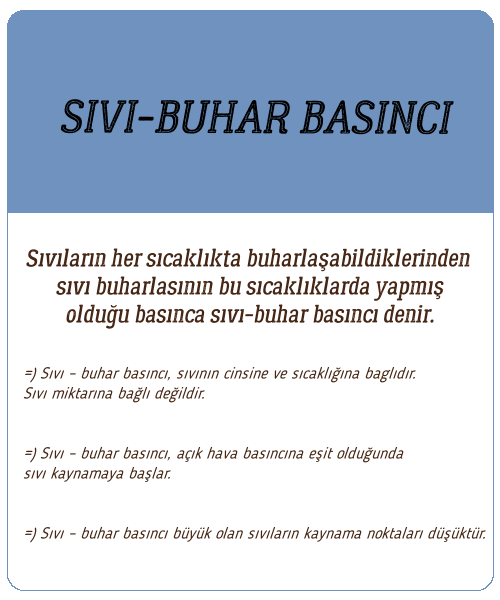 SIVI-BUHAR BASINCI
Sıvıların her sıcaklıkta buharlaşabildiklerinden
sıvı buharlasının bu sıcaklıklarda yapmış
olduğu basınca sıvı-buhar basıncı denir.
=) Sıvı - buhar basıncı, sıvının cinsine ve sıcaklığına baglıdır.
Sıvı miktarına bağlı değildir.
=) Sıvı - buhar basıncı, açık hava basıncına eşit olduğunda
sıvı kaynamaya başlar.
=) Sıvı - buhar basıncı büyük olan sıvıların kaynama noktaları düşüktür.